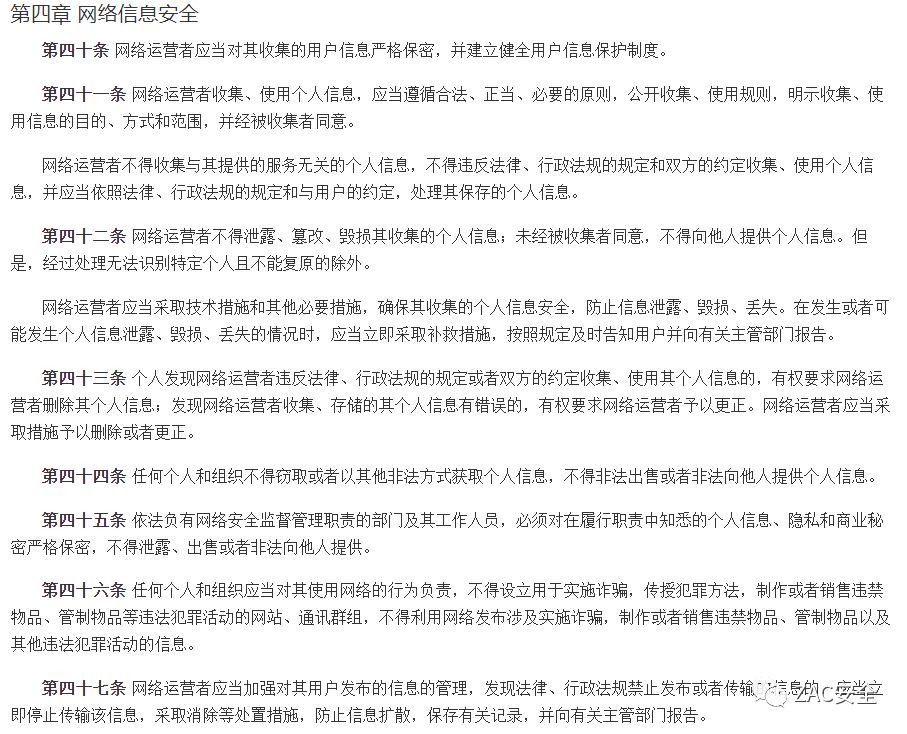 第四章 网络信息安全
第四十条 网络运营者应当对其收集的用户信息严格保密，并建立健全用户信息保护制度。
第四十一条 网络运营者收集、使用个人信息，应当遵循合法、正当、必要的原则，公开收集、使用规则，明示收集、使
用信息的目的、方式和范围，并经被收集者同意。
网络运营者不得收集与其提供的服务无关的个人信息，不得违反法律、行政法规的规定和双方的约定收集、使用个人信
息，并应当依照法律、行政法规的规定和与用户的约定，处理其保存的个人信息。
第四十二条 网络运营者不得泄露、篡改、毁损其收集的个人信息；未经被收集者同意，不得向他人提供个人信息。但
是，经过处理无法识别特定个人且不能复原的除外。
网络运营者应当采取技术措施和其他必要措施，确保其收集的个人信息安全，防止信息泄露、毁损、丢失。在发生或者可
能发生个人信息泄露、毁损、丢失的情况时，应当立即采取补救措施，按照规定及时告知用户并向有关主管部门报告。
第四十三条 个人发现网络运营者违反法律、行政法规的规定或者双方的约定收集、使用其个人信息的，有权要求网络运
营者删除其个人信息；发现网络运营者收集、存储的其个人信息有错误的，有权要求网络运营者予以更正。网络运营者应当采
取措施予以删除或者更正。
第四十四条 任何个人和组织不得窃取或者以其他非法方式获取个人信息，不得非法出售或者非法向他人提供个人信息。
第四十五条 依法负有网络安全监督管理职责的部门及其工作人员，必须对在履行职责中知悉的个人信息、隐私和商业秘
密严格保密，不得泄露、出售或者非法向他人提供。
第四十六条 任何个人和组织应当对其使用网络的行为负责，不得设立用于实施诈骗，传授犯罪方法，制作或者销售违禁
物品、管制物品等违法犯罪活动的网站、通讯群组，不得利用网络发布涉及实施诈骗，制作或者销售违禁物品、管制物品以及
其他违法犯罪活动的信息。
第四十七条 网络运营者应当加强对其用户发布的信息的管理，发现法律、行政法规禁止发布或者传输 信息的，应当立
即停止传输该信息，采取消除等处置措施，防止信息扩散，保存有关记录，并向有关主管部门报告。
ZAC安全